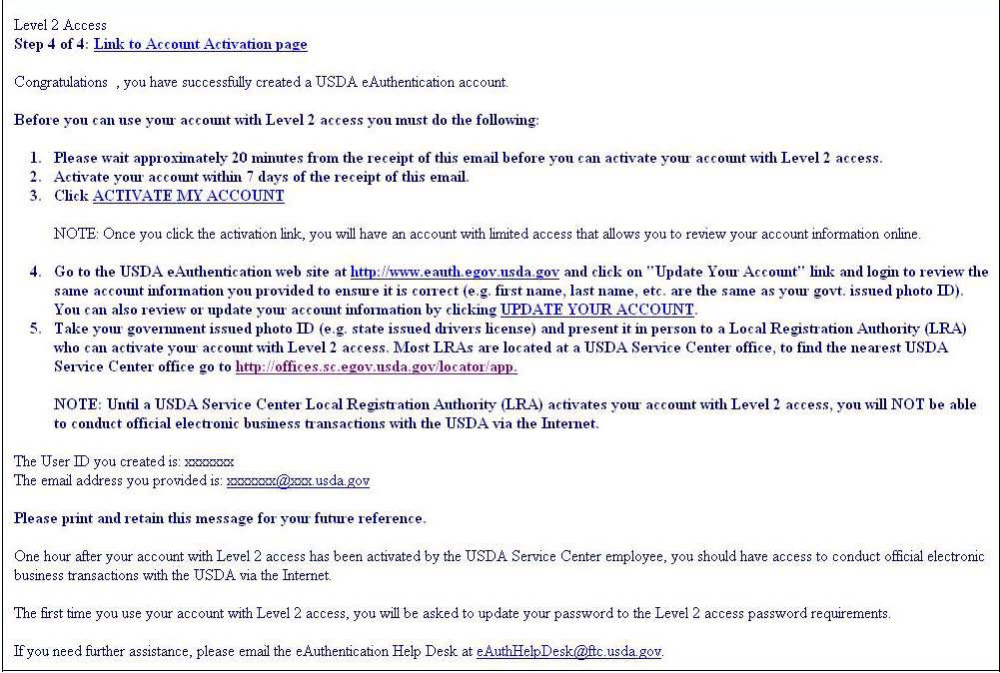 Level 2 Access
Step 4 of 4: Link to Account Activation page
Congratulations , you have successfully created a USDA eAuthentication account.
Before you can use your account with Level 2 access you must do the following:
1. Please wait approximately 20 minutes from the receipt of this email before you can activate your account with Level 2 access.
2. Activate your account within 7 days of the receipt of this email.
3. Click ACTIVATE MY ACCOUNT
NOTE: Once you click the activation link, you will have an account with limited access that allows you to review your account information online.
4. Go to the USDA eAuthentication web site at http://www.eauth.egov.usda.gov and click on "Update Your Account" link and login to review the
same account information you provided to ensure it is correct (e.g. first name, last name, etc. are the same as your govt. issued photo ID).
You can also review or update your account information by clicking UPDATE YOUR ACCOUNT.
5. Take your government issued photo ID (e.g. state issued drivers license) and present it in person to a Local Registration Authority (LRA)
who can activate your account with Level 2 access. Most LRAs are located at a USDA Service Center office, to find the nearest USDA
Service Center office go to http://offices.sc.egov.usda.gov/locator/app.
NOTE: Until a USDA Service Center Local Registration Authority (LRA) activates your account with Level 2 access, you will NOT be able
to conduct official electronic business transactions with the USDA via the Internet.
The User ID you created is: xxxxxxx
The email address you provided is: xxxxxxx@xxx.usda.gov
Please print and retain this message for your future reference.
One hour after your account with Level 2 access has been activated by the USDA Service Center employee, you should have access to conduct official electronic
business transactions with the USDA via the Internet.
The first time you use your account with Level 2 access, you will be asked to update your password to the Level 2 access password requirements.
If you need further assistance, please email the eAuthentication Help Desk at eAuthHelpDesk@ftc.usda.gov.